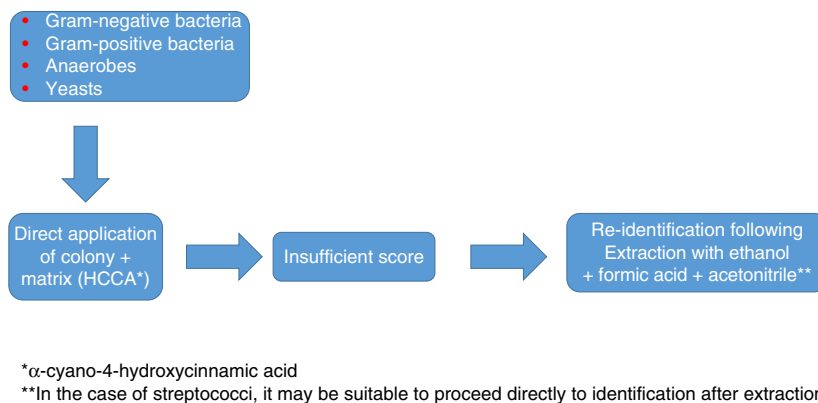 • Gram-negative bacteria
• Gram-positive bacteria
• Anaerobes
• Yeasts
Direct application
of colony +
matrix (HCCA*)
Insufficient score
Re-identification following
Extraction with ethanol
+ formic acid + acetonitrile**
*α-cyano-4-hydroxycinnamic acid
**In the case of streptococci, it may be suitable to proceed directly to identification after extraction